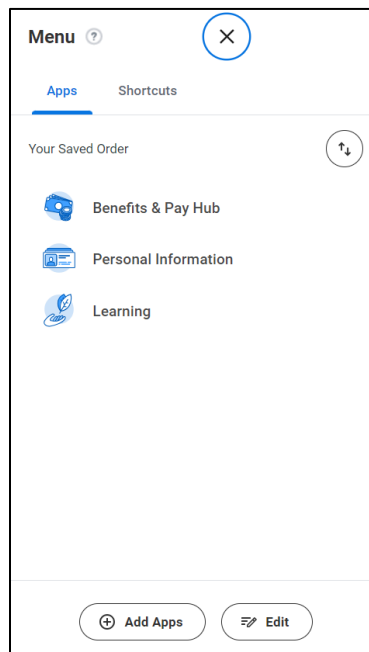 Menu ?
Apps Shortcuts
Your Saved Order
Benefits & Pay Hub
Personal Information
Learning
Add Apps Edit